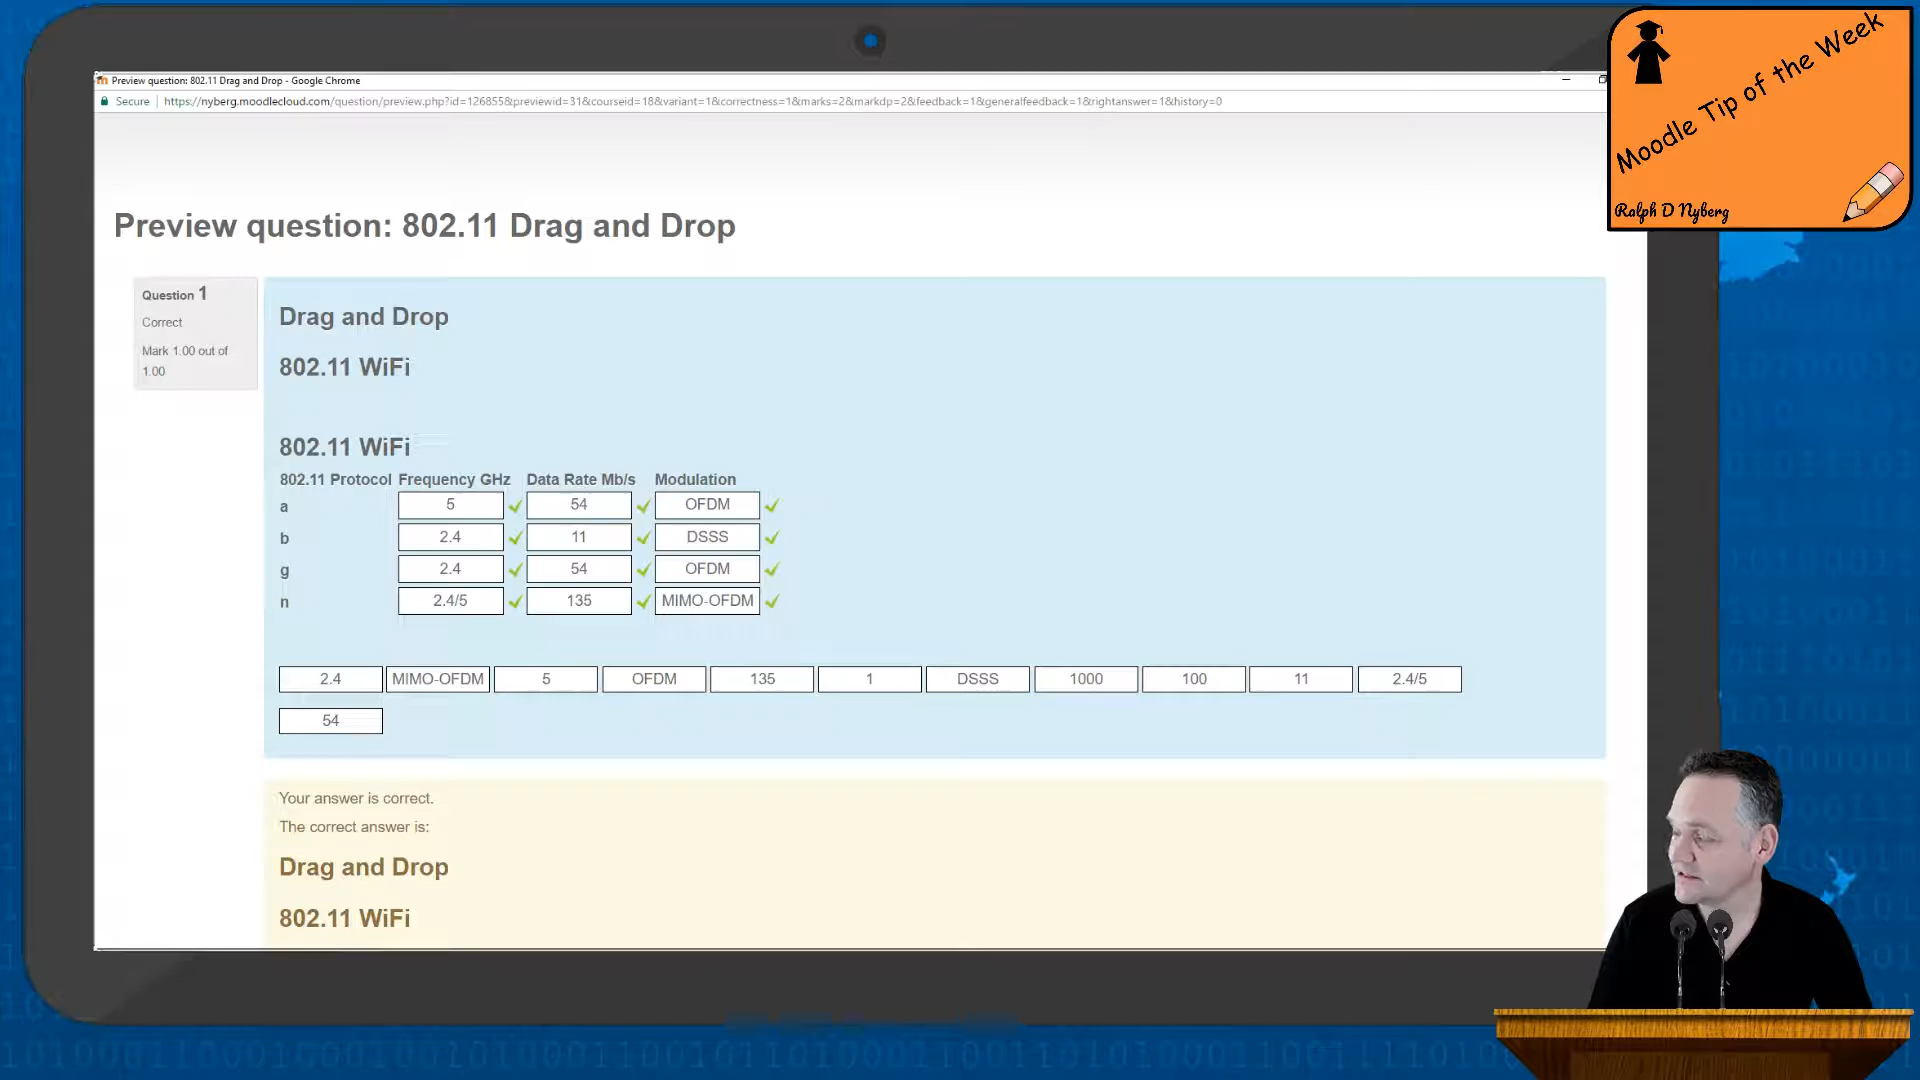 Preview question: 802.11 Drag and Drop - Google Chrome
Secure https://nyberg.moodlecloud.com/question/preview.php?id=126855&previewid=31&courseid=18&variant=1&correctness=1&marks=2&markdp=2&feedback=1&generalfeedback=1&rightanswer=1&history=0
Moodle Tip of the Week
Ralph D Nyberg
Preview question: 802.11 Drag and Drop
Question 1
Correct
Mark 1.00 out of
1.00
Drag and Drop
802.11 WiFi
802.11 WiFi
802.11 Protocol Frequency GHz Data Rate Mb/s Modulation
a 5 54 OFDM
b 2.4 11 DSSS
g 2.4 54 OFDM
n 2.4/5 135 MIMO-OFDM
2.4 MIMO-OFDM 5 OFDM 135 1 DSSS 1000 100 11 2.4/5
54
Your answer is correct.
The correct answer is:
Drag and Drop
802.11 WiFi